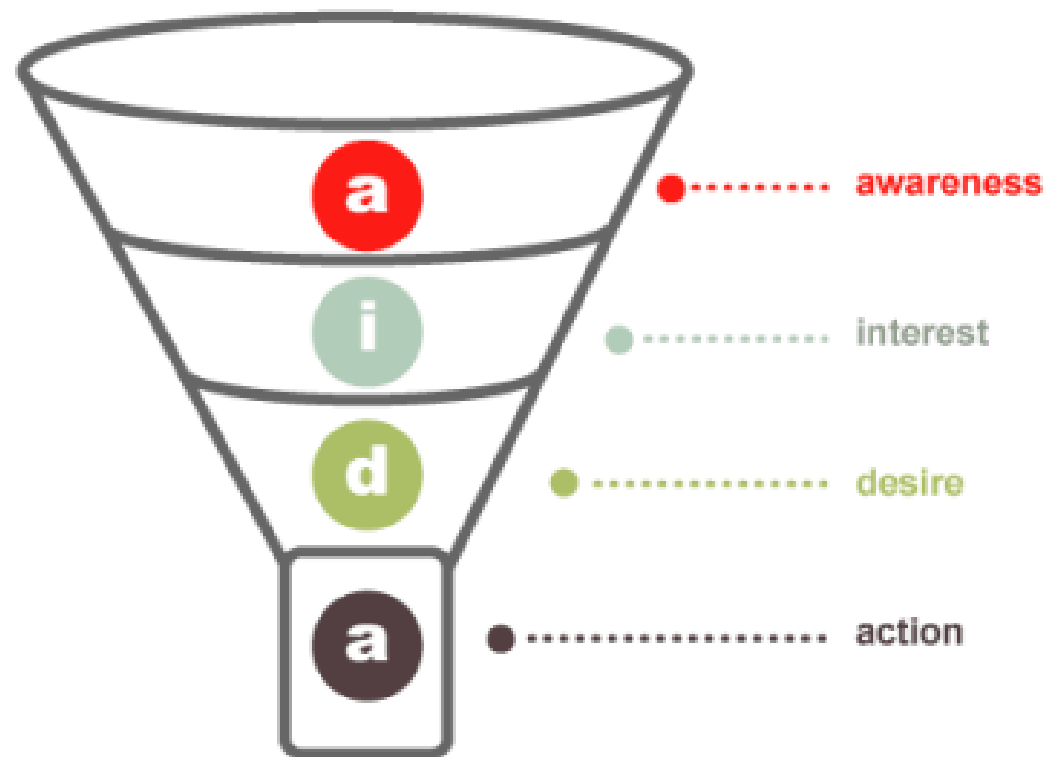 a awareness
i interest
d desire
a action